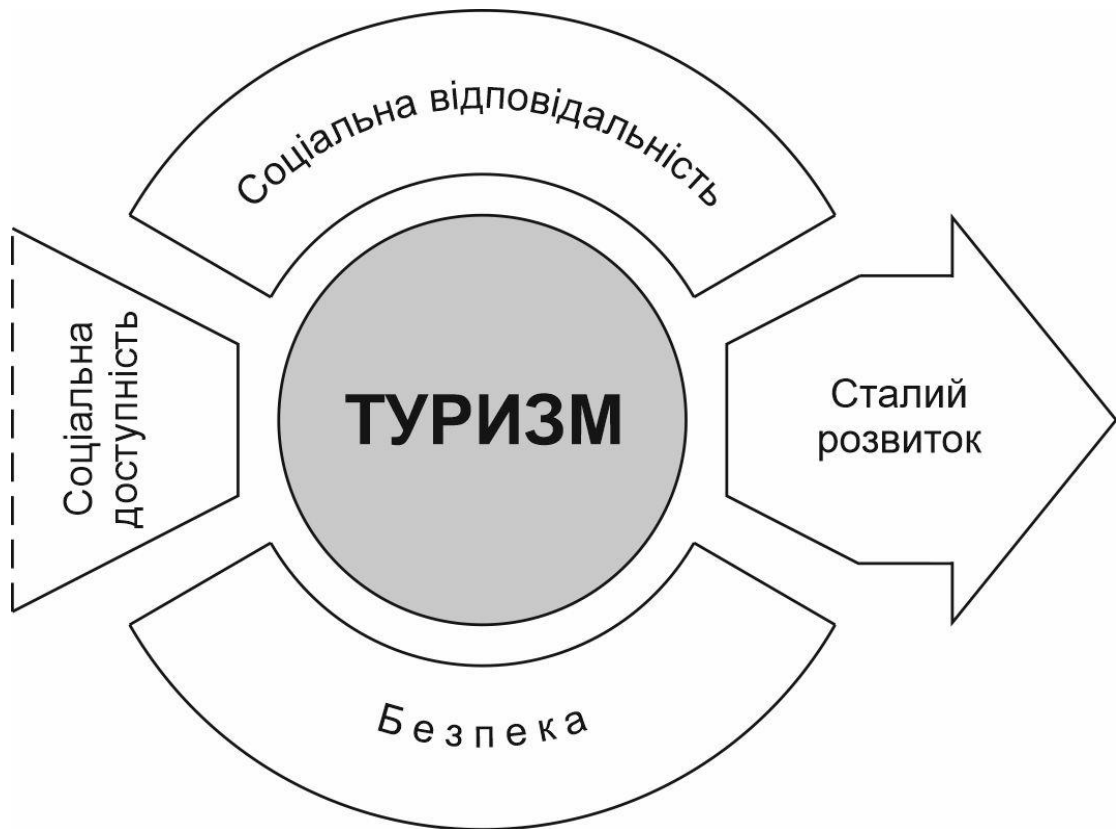 Соціальна відповідальність
Соціальна
доступність
ТУРИЗМ
Сталий
розвиток
Безпека